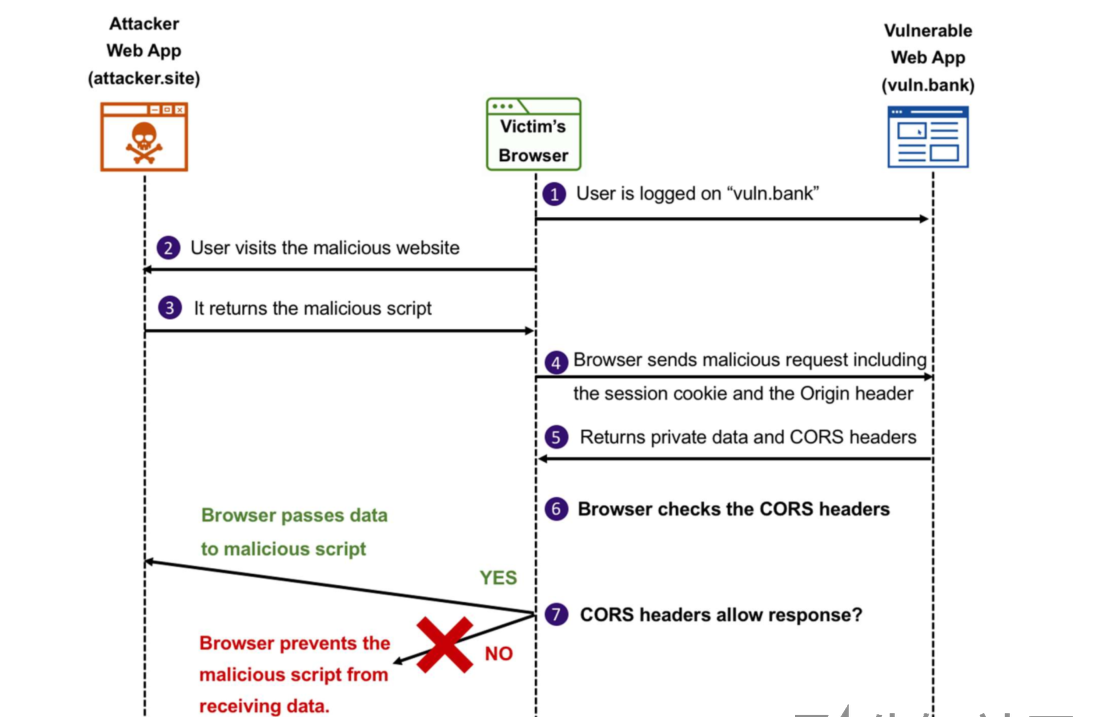 Attacker
Web App
(attacker.site)
Vulnerable
Web App
(vuln.bank)
Victim's
Browser
1 User is logged on “vuln.bank”
2 User visits the malicious website
3 It returns the malicious script
4 Browser sends malicious request including
the session cookie and the Origin header
5 Returns private data and CORS headers
6 Browser checks the CORS headers
Browser passes data
to malicious script
YES
7 CORS headers allow response?
Browser prevents the
malicious script from
receiving data.
NO